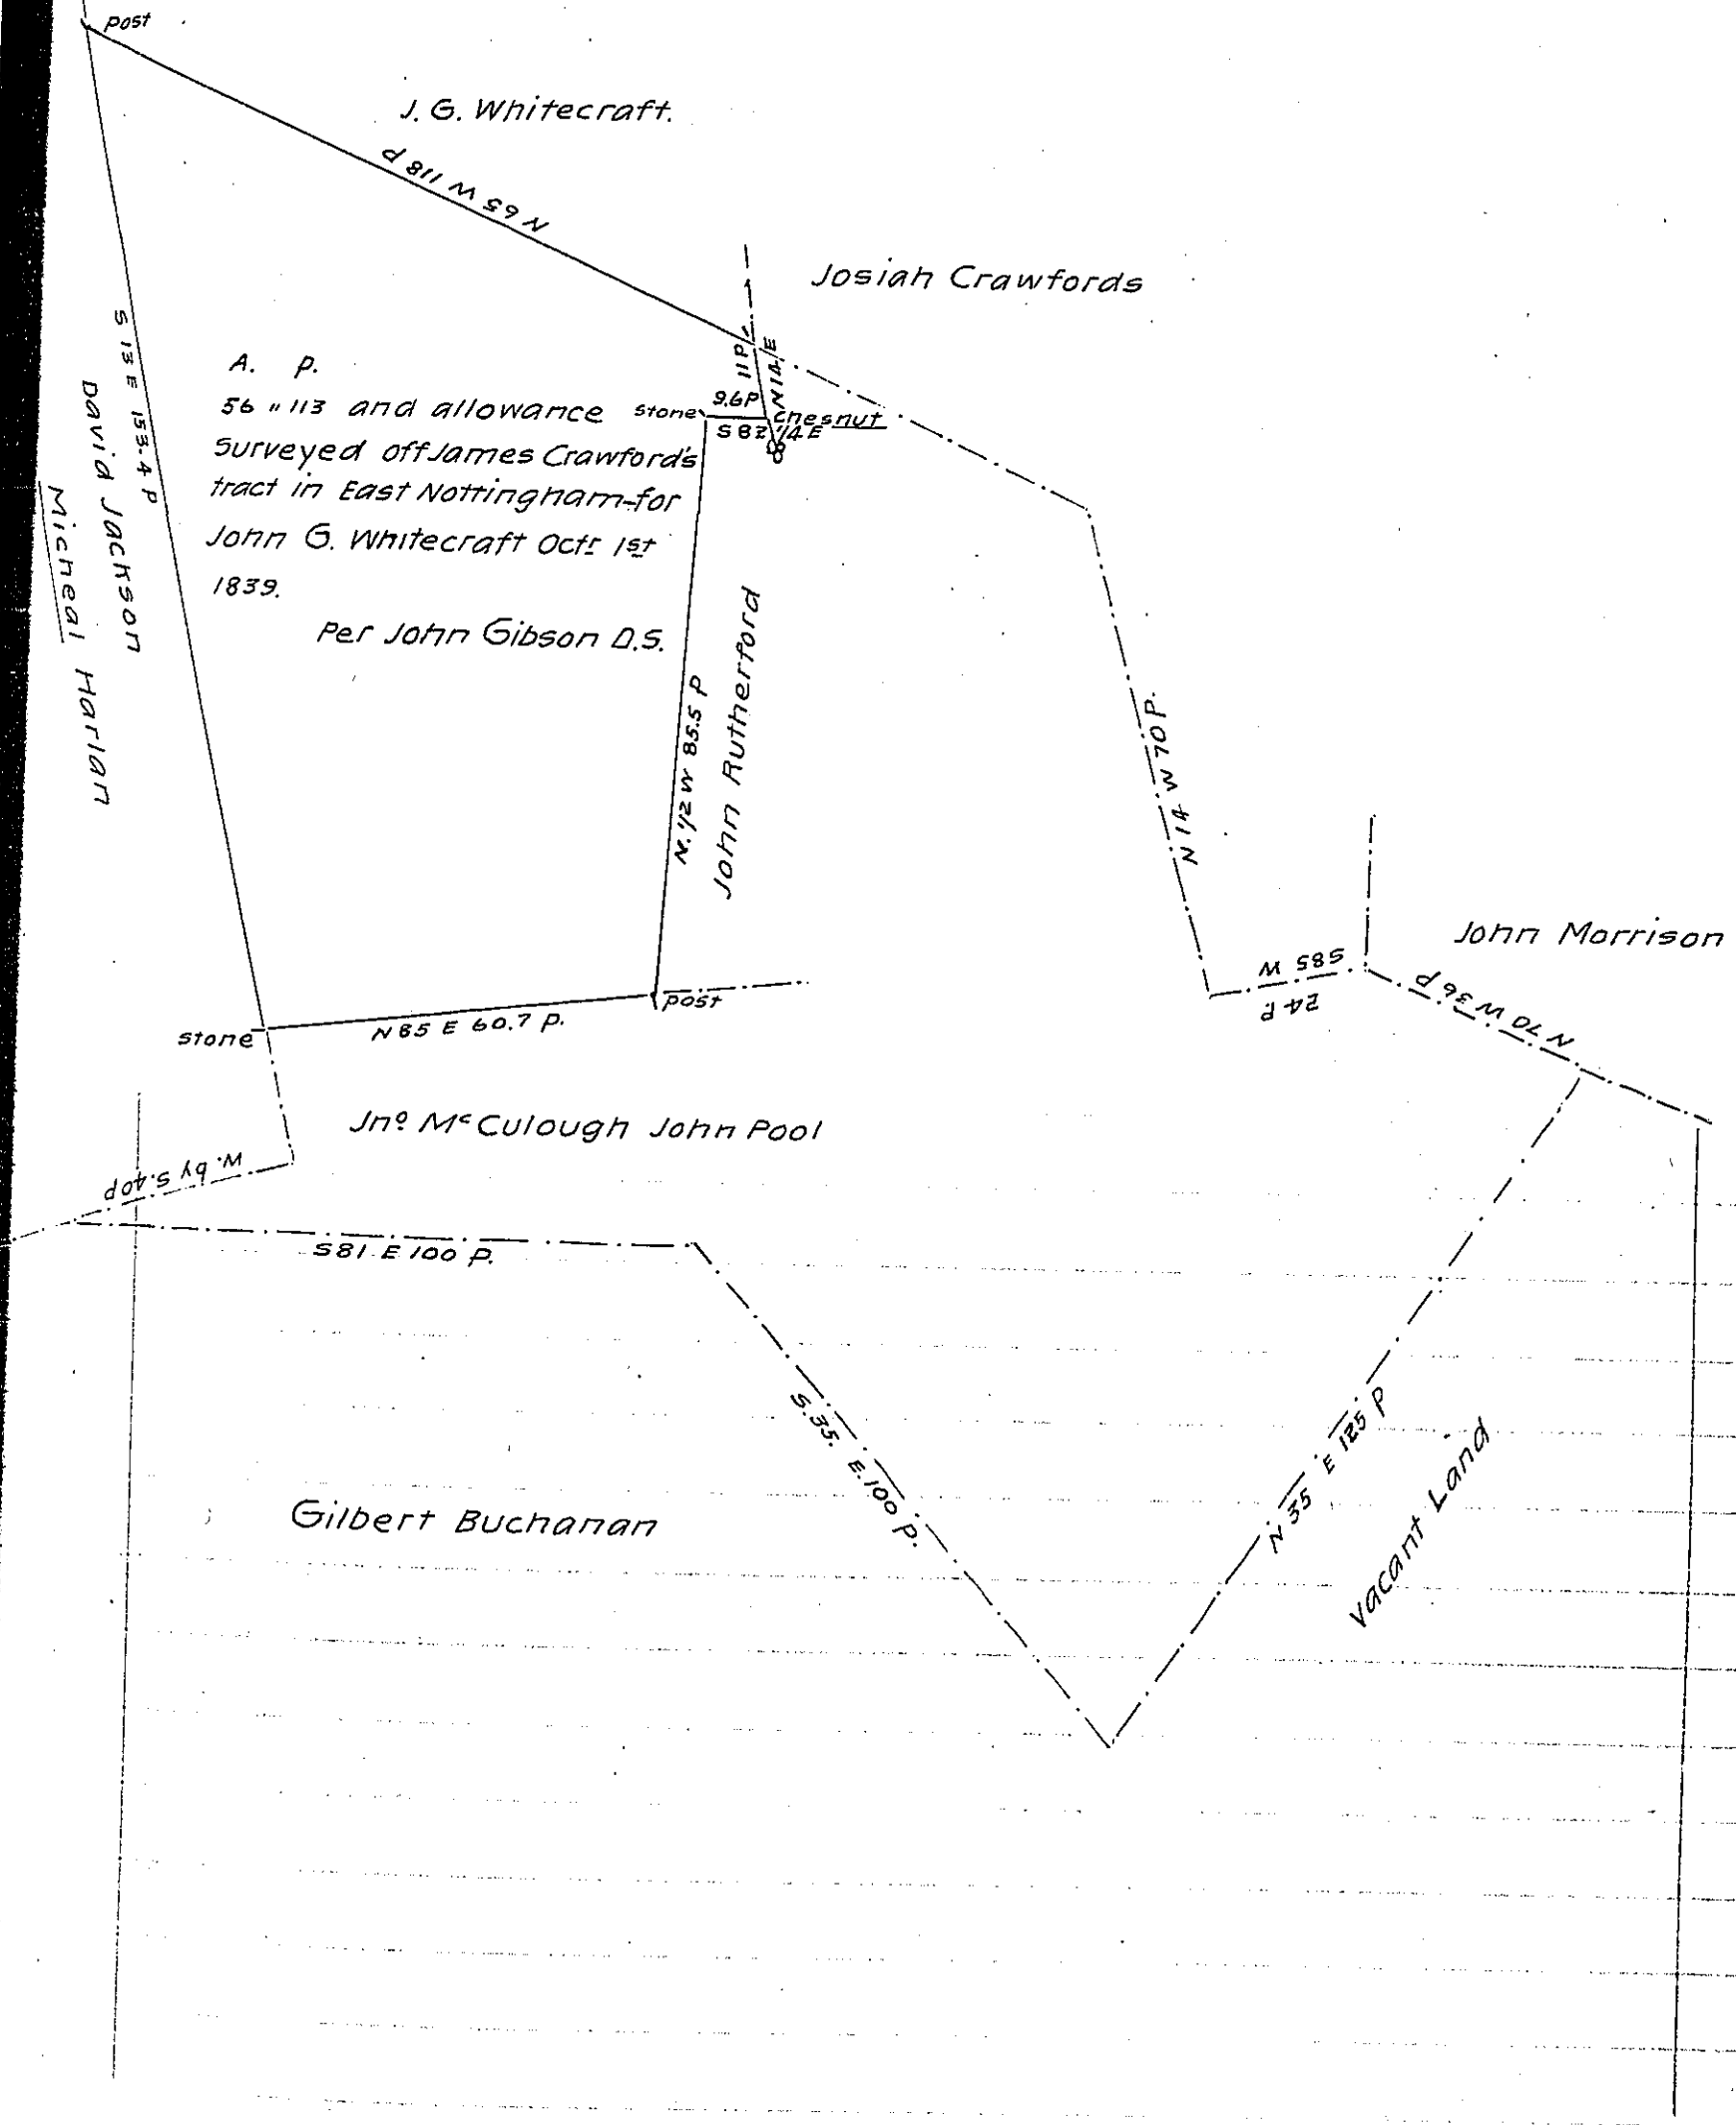 post
J. G. Whitecraft.
N 65 W 118 P
Josiah Crawfords
S 13 E 153.4 P
David Jackson
Micheal Harlan
A. P.
56 " 113 and allowance
Surveyed off James Crawford's
tract in East Nottingham for
John G. Whitecraft Octr 1st
1839.
Per John Gibson D.S.
11 P
N 14 E
9.6 P
stone
chesnut
S 82 1/4 E
N. 1/2 W 85.5 P
John Rutherford
N 14 W 70 P.
John Morrison
S 85 W
24 P.
N 70 W 36 P
post
stone
N 85 E 60.7 P.
Jno McCulough John Pool
W. by S. 40 P
S 81 E 100 P.
S. 35. E. 100 P.
N 35 E 125 P
Vacant Land
Gilbert Buchanan